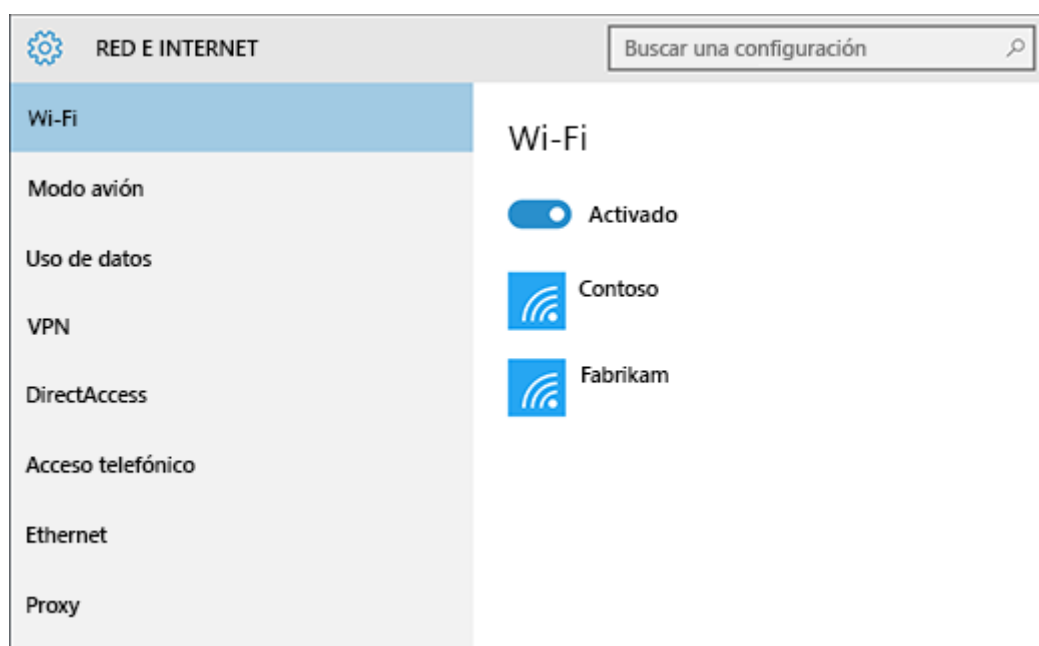 RED E INTERNET
Buscar una configuración
Wi-Fi
Modo avión
Uso de datos
VPN
DirectAccess
Acceso telefónico
Ethernet
Proxy
Wi-Fi
Activado
Contoso
Fabrikam